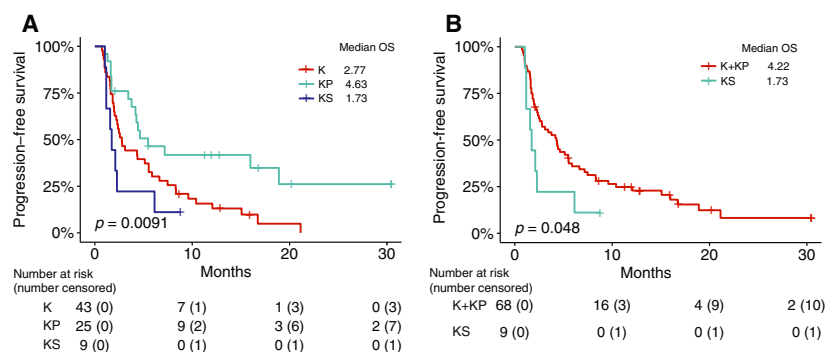 A
Progression–free survival
100%
75%
50%
25%
0%
Median OS
K 2.77
KP 4.63
KS 1.73
p = 0.0091
0 10 20 30
Months
Number at risk
(number censored)
K 43 (0) 7 (1) 1 (3) 0 (3)
KP 25 (0) 9 (2) 3 (6) 2 (7)
KS 9 (0) 0 (1) 0 (1) 0 (1)
B
Progression–free survival
100%
75%
50%
25%
0%
Median OS
K+KP 4.22
KS 1.73
p = 0.048
0 10 20 30
Months
Number at risk
(number censored)
K+KP 68 (0) 16 (3) 4 (9) 2 (10)
KS 9 (0) 0 (1) 0 (1) 0 (1)